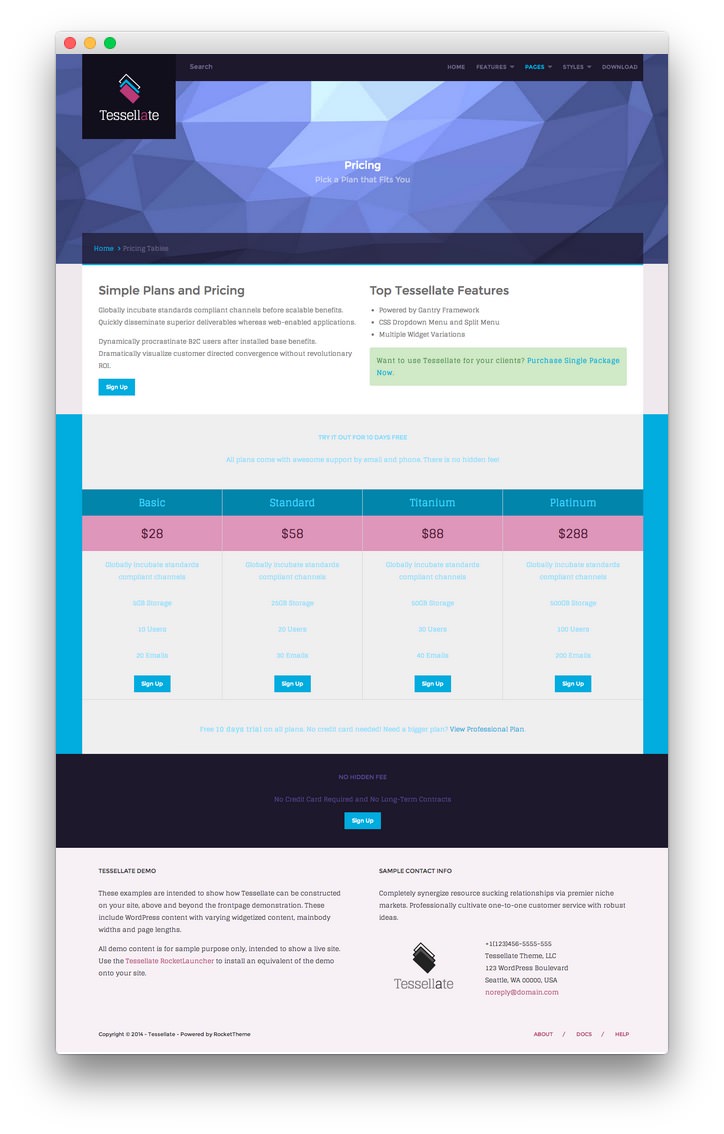 Search
HOME FEATURES PAGES STYLES DOWNLOAD
Tessellate
Pricing
Pick a Plan that Fits You
Home > Pricing Tables
Simple Plans and Pricing
Globally incubate standards compliant channels before scalable benefits.
Quickly disseminate superior deliverables whereas web-enabled applications.
Dynamically procrastinate B2C users after installed base benefits.
Dramatically visualize customer directed convergence without revolutionary
ROI.
Sign Up
Top Tessellate Features
• Powered by Gantry Framework
• CSS Dropdown Menu and Split Menu
• Multiple Widget Variations
Want to use Tessellate for your clients? Purchase Single Package
Now.
TRY IT OUT FOR 10 DAYS FREE
All plans come with awesome support by email and phone. There is no hidden fee!
Basic Standard Titanium Platinum
$28 $58 $88 $288
Globally incubate standards Globally incubate standards Globally incubate standards Globally incubate standards
compliant channels compliant channels compliant channels compliant channels
5GB Storage 25GB Storage 50GB Storage 500GB Storage
10 Users 20 Users 30 Users 100 Users
20 Emails 30 Emails 40 Emails 200 Emails
Sign Up Sign Up Sign Up Sign Up
Free 10 days trial on all plans. No credit card needed! Need a bigger plan? View Professional Plan.
NO HIDDEN FEE
No Credit Card Required and No Long-Term Contracts
Sign Up
TESSELLATE DEMO
These examples are intended to show how Tessellate can be constructed
on your site, above and beyond the frontpage demonstration. These
include WordPress content with varying widgetized content, mainbody
widths and page lengths.
All demo content is for sample purpose only, intended to show a live site.
Use the Tessellate RocketLauncher to install an equivalent of the demo
onto your site.
SAMPLE CONTACT INFO
Completely synergize resource sucking relationships via premier niche
markets. Professionally cultivate one-to-one customer service with robust
ideas.
Tessellate
+1(123)456-5555-555
Tessellate Theme, LLC
123 WordPress Boulevard
Seattle, WA 00000, USA
noreply@domain.com
Copyright © 2014 - Tessellate - Powered by RocketTheme
ABOUT / DOCS / HELP